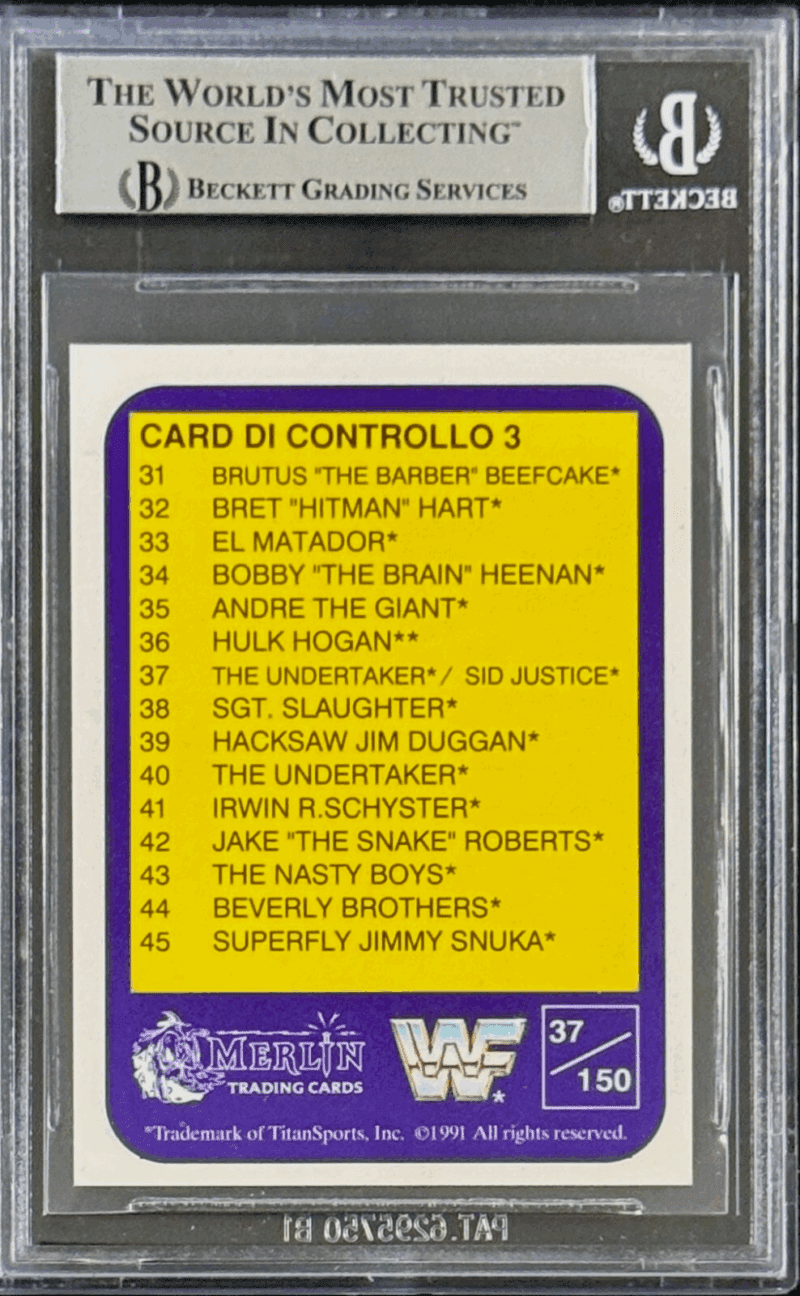 THE WORLD'S MOST TRUSTED
SOURCE IN COLLECTING™
B BECKETT GRADING SERVICES
B
BECKETT®
CARD DI CONTROLLO 3
31 BRUTUS "THE BARBER" BEEFCAKE*
32 BRET "HITMAN" HART*
33 EL MATADOR*
34 BOBBY "THE BRAIN" HEENAN*
35 ANDRE THE GIANT*
36 HULK HOGAN**
37 THE UNDERTAKER*/ SID JUSTICE*
38 SGT. SLAUGHTER*
39 HACKSAW JIM DUGGAN*
40 THE UNDERTAKER*
41 IRWIN R.SCHYSTER*
42 JAKE "THE SNAKE" ROBERTS*
43 THE NASTY BOYS*
44 BEVERLY BROTHERS*
45 SUPERFLY JIMMY SNUKA*
MERLIN
TRADING CARDS
WF*
37/150
*Trademark of TitanSports, Inc. ©1991 All rights reserved.
PAT. 6295750 B1